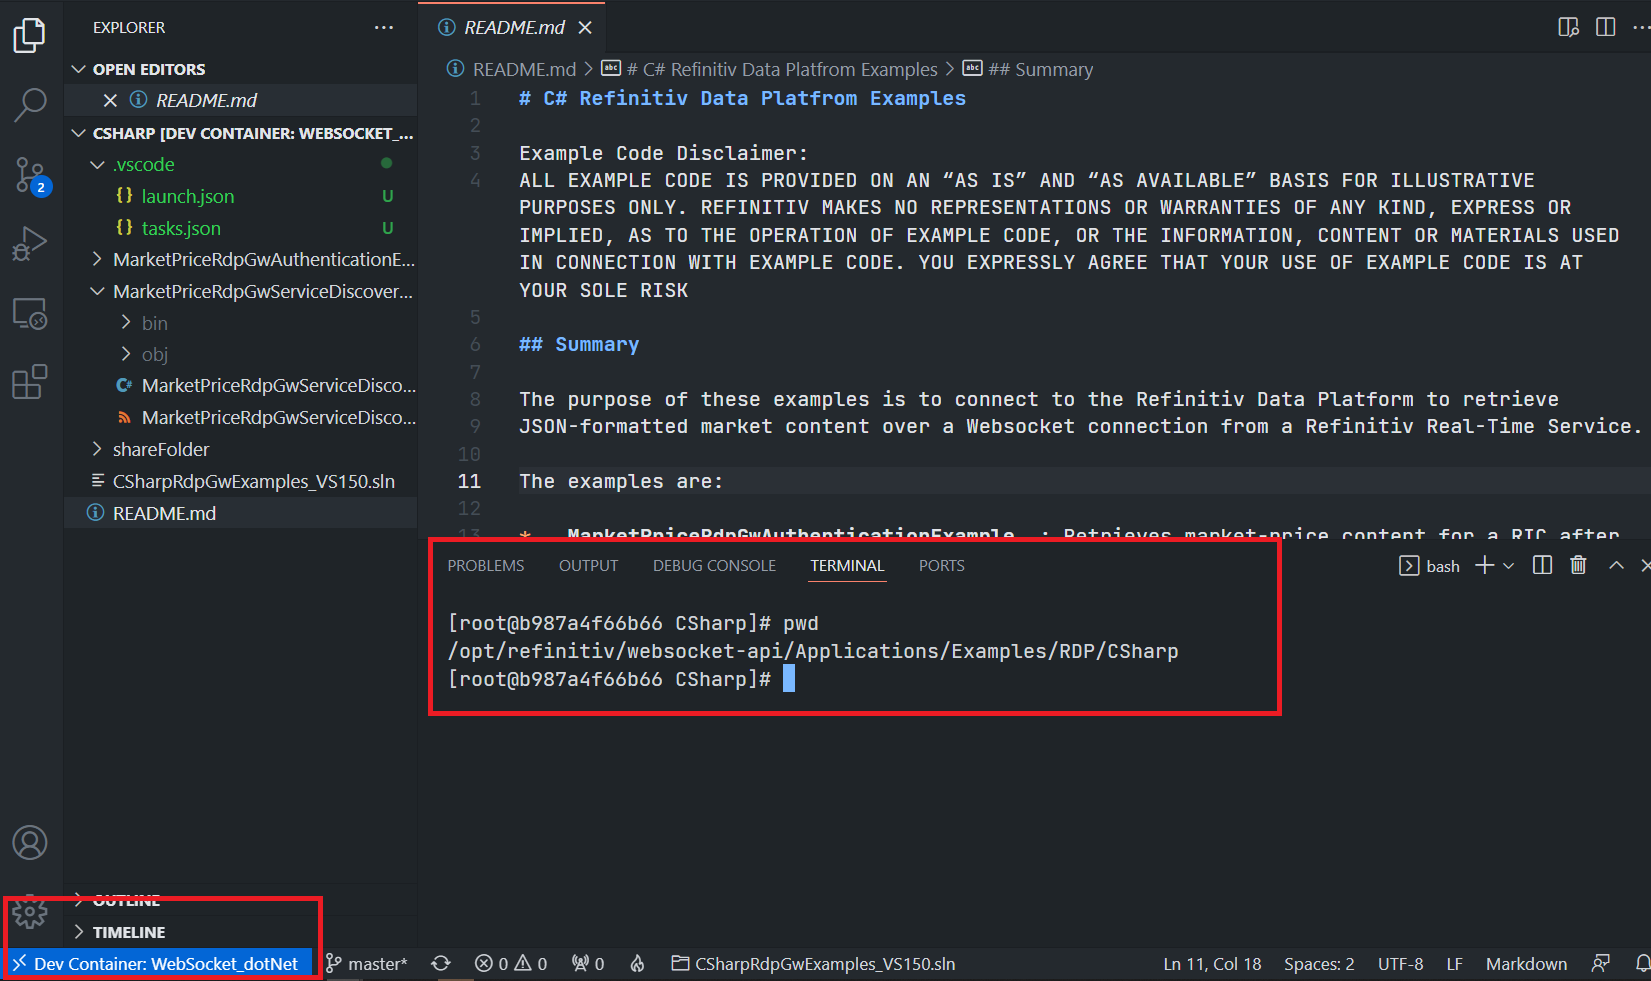 EXPLORER
OPEN EDITORS
README.md
CSHARP [DEV CONTAINER: WEBSOCKET_...
.vscode
launch.json U
tasks.json U
MarketPriceRdpGwAuthenticationE...
MarketPriceRdpGwServiceDiscover...
bin
obj
C# MarketPriceRdpGwServiceDisco...
MarketPriceRdpGwServiceDisco...
shareFolder
CSharpRdpGwExamples_VS150.sln
README.md
OUTLINE
TIMELINE
2
README.md
README.md > abc # C# Refinitiv Data Platfrom Examples > abc ## Summary
1 # C# Refinitiv Data Platfrom Examples
2
3 Example Code Disclaimer:
4 ALL EXAMPLE CODE IS PROVIDED ON AN “AS IS” AND “AS AVAILABLE” BASIS FOR ILLUSTRATIVE
PURPOSES ONLY. REFINITIV MAKES NO REPRESENTATIONS OR WARRANTIES OF ANY KIND, EXPRESS OR
IMPLIED, AS TO THE OPERATION OF EXAMPLE CODE, OR THE INFORMATION, CONTENT OR MATERIALS USED
IN CONNECTION WITH EXAMPLE CODE. YOU EXPRESSLY AGREE THAT YOUR USE OF EXAMPLE CODE IS AT
YOUR SOLE RISK
5
6 ## Summary
7
8 The purpose of these examples is to connect to the Refinitiv Data Platform to retrieve
9 JSON-formatted market content over a Websocket connection from a Refinitiv Real-Time Service.
10
11 The examples are:
12
13 * __MarketPriceRdpGwAuthenticationExample__: Retrieves market-price content for a RIC after
PROBLEMS OUTPUT DEBUG CONSOLE TERMINAL PORTS
bash
[root@b987a4f66b66 CSharp]# pwd
/opt/refinitiv/websocket-api/Applications/Examples/RDP/CSharp
[root@b987a4f66b66 CSharp]#
Dev Container: WebSocket_dotNet master* 0 0 0 CSharpRdpGwExamples_VS150.sln Ln 11, Col 18 Spaces: 2 UTF-8 LF Markdown